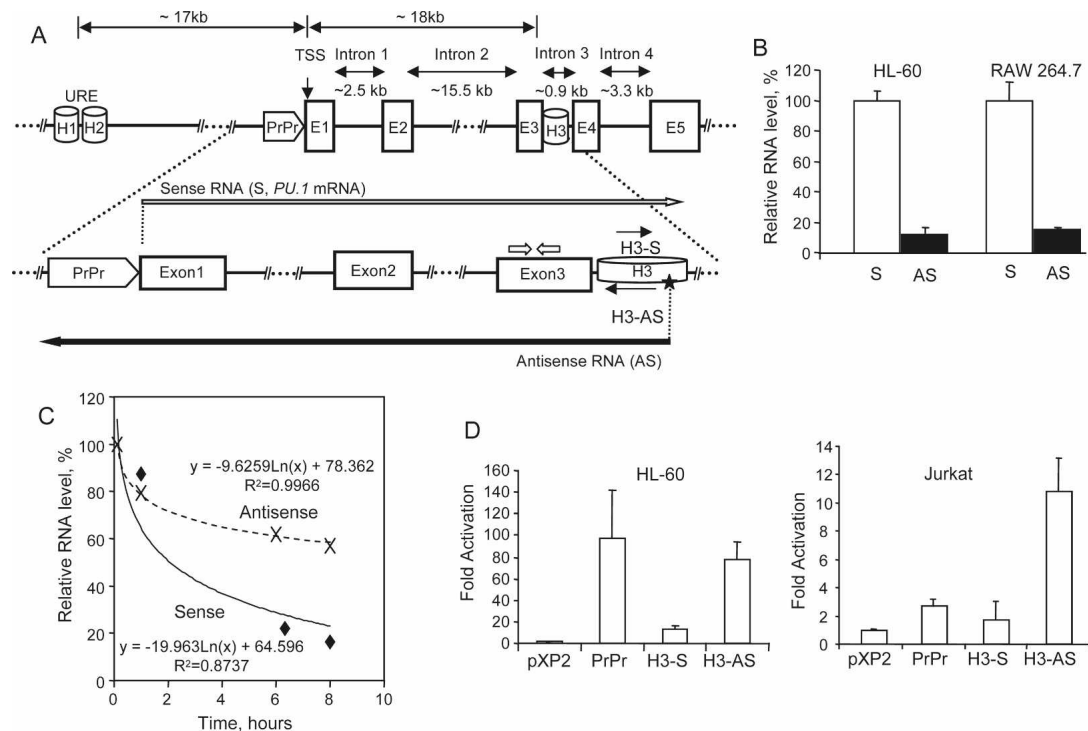 A
~ 17kb
~ 18kb
TSS
Intron 1
Intron 2
Intron 3
Intron 4
~2.5 kb
~15.5 kb
~0.9 kb
~3.3 kb
URE
H1
H2
PrPr
E1
E2
E3
H3
E4
E5
Sense RNA (S, PU.1 mRNA)
H3-S
PrPr
Exon1
Exon2
Exon3
H3
H3-AS
Antisense RNA (AS)
B
HL-60
RAW 264.7
Relative RNA level, %
120
100
80
60
40
20
0
S
AS
S
AS
C
Relative RNA level, %
120
100
80
60
40
20
0
y = -9.6259Ln(x) + 78.362
R²=0.9966
Antisense
Sense
y = -19.963Ln(x) + 64.596
R²=0.8737
0
2
4
6
8
10
Time, hours
D
HL-60
Fold Activation
160
140
120
100
80
60
40
20
0
pXP2
PrPr
H3-S
H3-AS
Jurkat
Fold Activation
14
12
10
8
6
4
2
0
pXP2
PrPr
H3-S
H3-AS